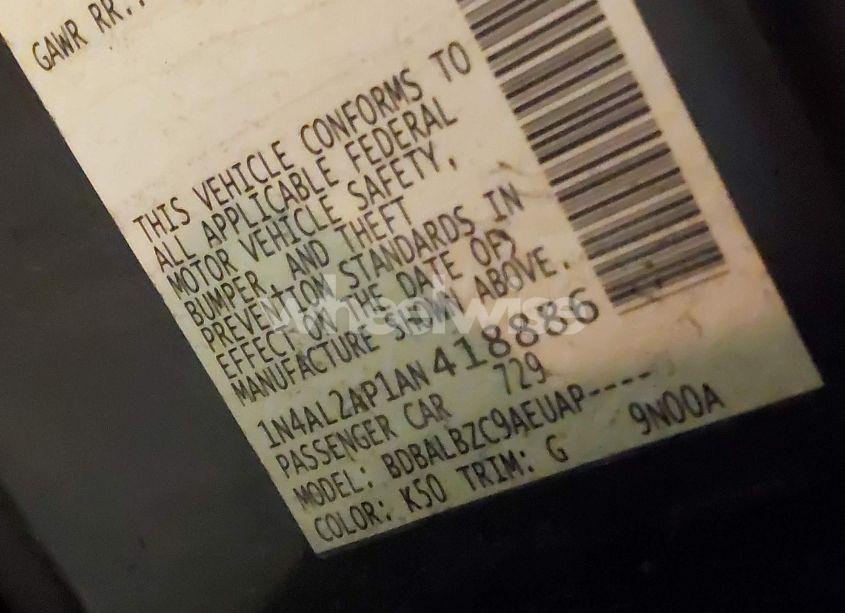 GAWR RR..
THIS VEHICLE CONFORMS TO
ALL APPLICABLE FEDERAL
MOTOR VEHICLE SAFETY,
BUMPER, AND THEFT
PREVENTION STANDARDS IN
EFFECT ON THE DATE OF
MANUFACTURE SHOWN ABOVE.
wheelwise
1N4AL2AP1AN418886
PASSENGER CAR 729
MODEL: BDBALBZC9AEUAP----
COLOR: K50 TRIM: G 9N00A